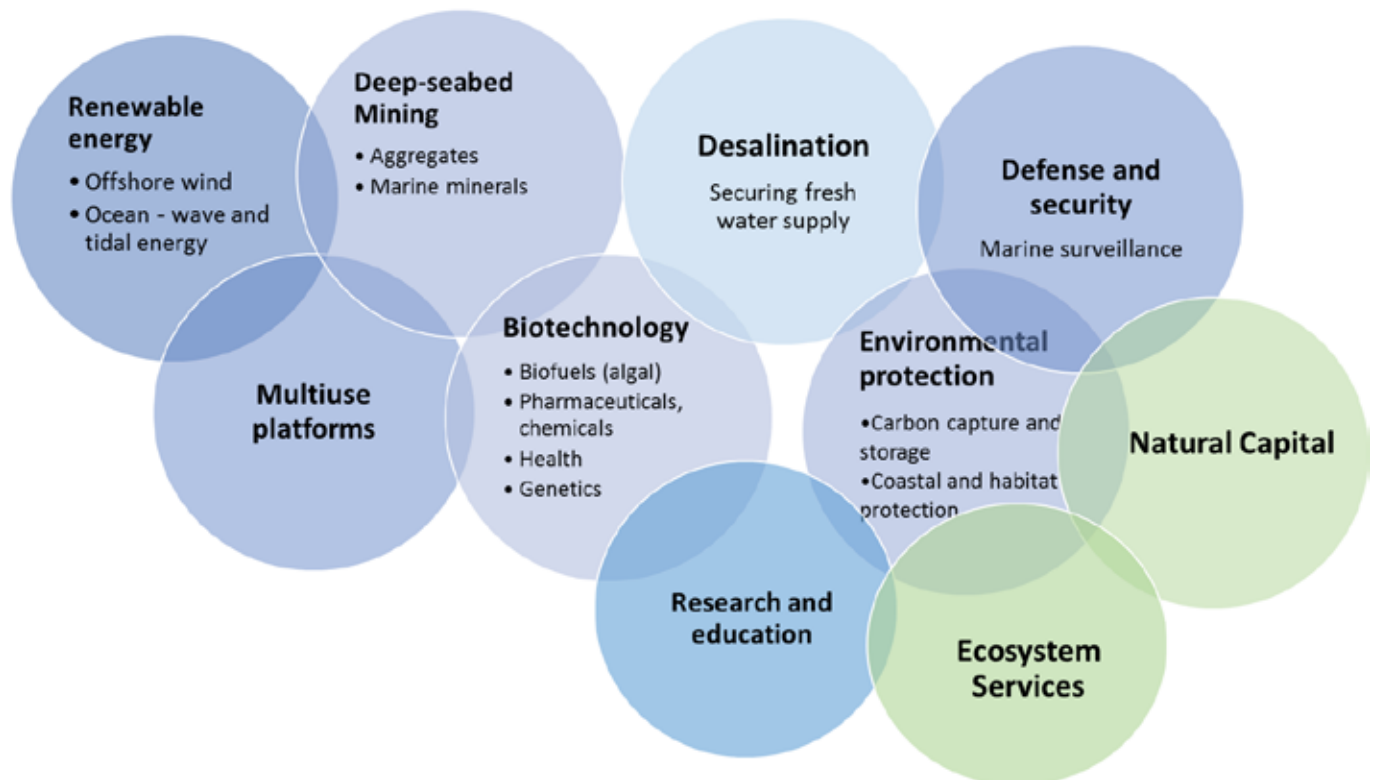 Renewable
energy
• Offshore wind
• Ocean - wave and
tidal energy
Deep-seabed
Mining
• Aggregates
• Marine minerals
Desalination
Securing fresh
water supply
Defense and
security
Marine surveillance
Multiuse
platforms
Biotechnology
• Biofuels (algal)
• Pharmaceuticals,
chemicals
• Health
• Genetics
Environmental
protection
•Carbon capture and
storage
•Coastal and habitat
protection
Natural Capital
Research and
education
Ecosystem
Services